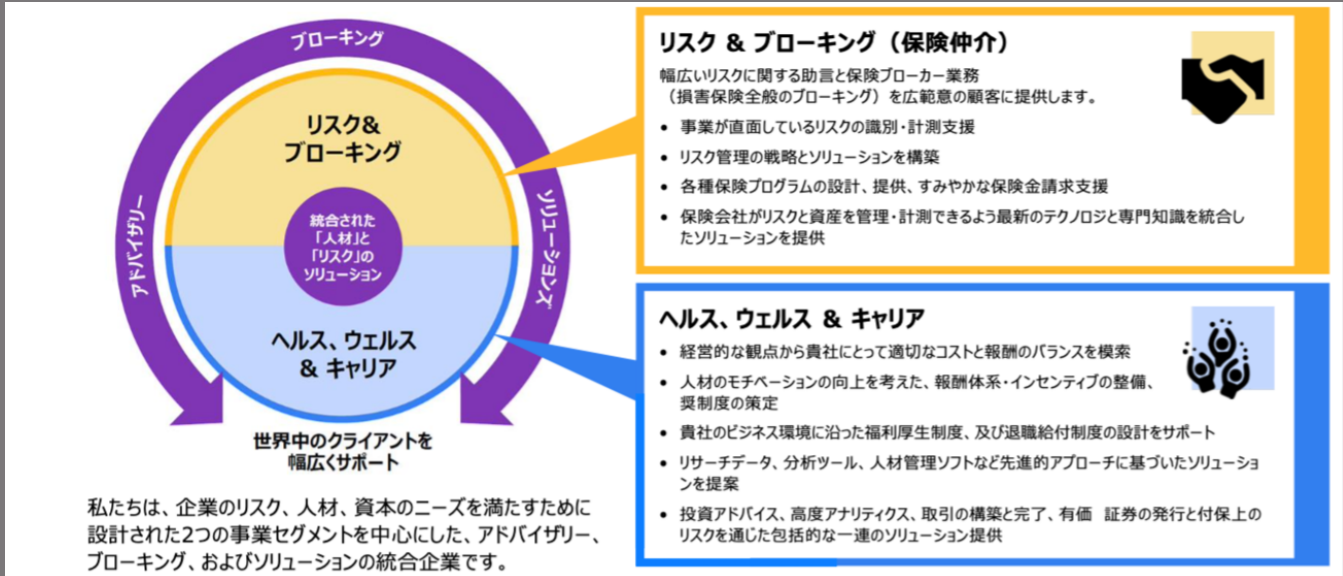 ブローキング
アドバイザリー
ソリューションズ
リスク&
ブローキング
統合された
「人材」と
「リスク」の
ソリューション
ヘルス、ウェルス
& キャリア
世界中のクライアントを
幅広くサポート
私たちは、企業のリスク、人材、資本のニーズを満たすために
設計された2つの事業セグメントを中心にした、アドバイザリー、
ブローキング、およびソリューションの統合企業です。
リスク & ブローキング（保険仲介）
幅広いリスクに関する助言と保険ブローカー業務
（損害保険全般のブローキング）を広範意の顧客に提供します。
• 事業が直面しているリスクの識別・計測支援
• リスク管理の戦略とソリューションを構築
• 各種保険プログラムの設計、提供、すみやかな保険金請求支援
• 保険会社がリスクと資産を管理・計測できるよう最新のテクノロジと専門知識を統合し
たソリューションを提供
ヘルス、ウェルス & キャリア
• 経営的な観点から貴社にとって適切なコストと報酬のバランスを模索
• 人材のモチベーションの向上を考えた、報酬体系・インセンティブの整備、
奨制度の策定
• 貴社のビジネス環境に沿った福利厚生制度、及び退職給付制度の設計をサポート
• リサーチデータ、分析ツール、人材管理ソフトなど先進的アプローチに基づいたソリューショ
ンを提案
• 投資アドバイス、高度アナリティクス、取引の構築と完了、有価　証券の発行と付保上の
リスクを通じた包括的な一連のソリューション提供